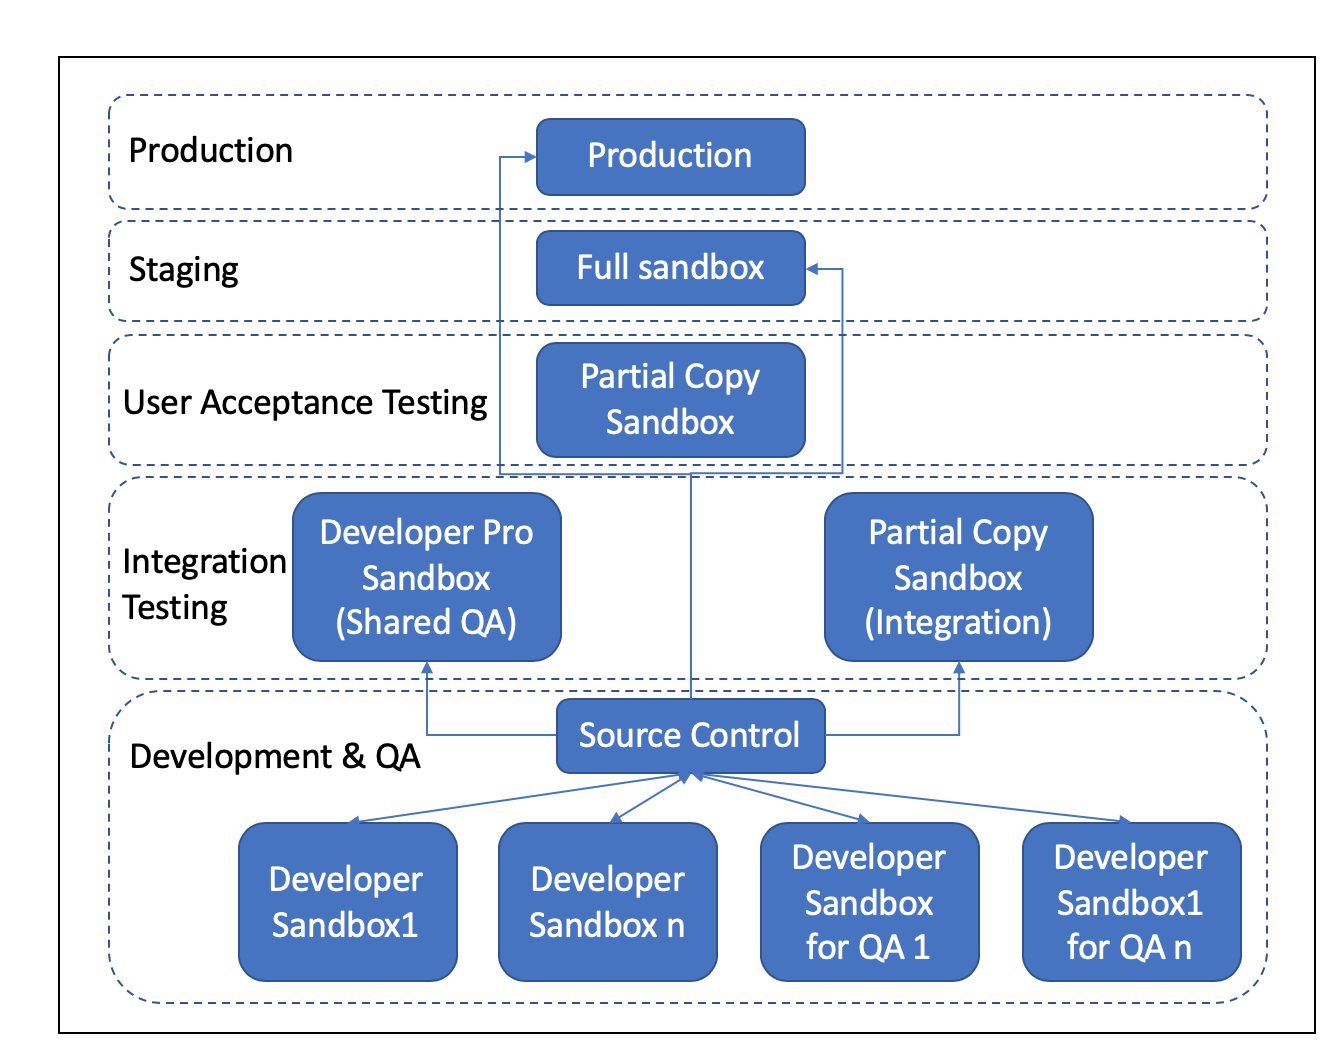 Production
Production
Staging
Full sandbox
User Acceptance Testing
Partial Copy
Sandbox
Integration
Testing
Developer Pro
Sandbox
(Shared QA)
Partial Copy
Sandbox
(Integration)
Development & QA
Source Control
Developer
Sandbox1
Developer
Sandbox n
Developer
Sandbox
for QA 1
Developer
Sandbox1
for QA n